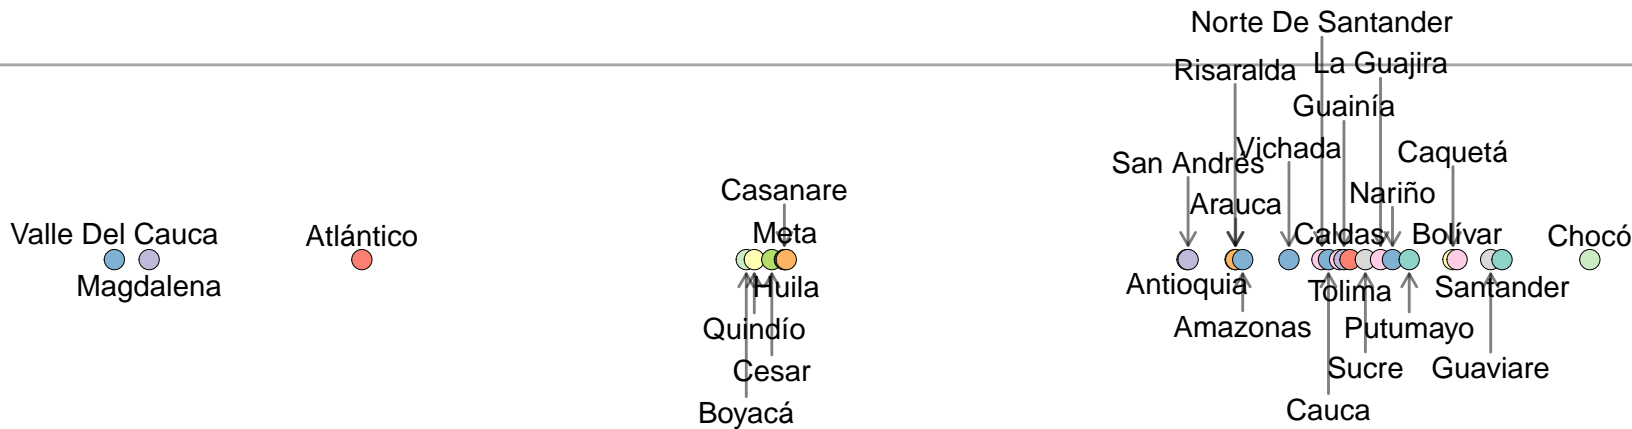 Norte De Santander
La Guajira
Risaralda
Guainía
Vichada
Caquetá
San Andrés
Casanare
Nariño
Arauca
Valle Del Cauca
Atlántico
Meta
Caldas
Bolívar
Chocó
Magdalena
Huila
Antioquia
Tolima
Santander
Quindío
Amazonas
Putumayo
Cesar
Sucre
Guaviare
Boyacá
Cauca